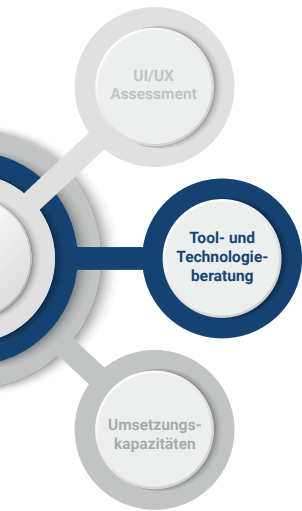 UI/UX
Assessment
Tool- und
Technologie-
beratung
Umsetzungs-
kapazitäten